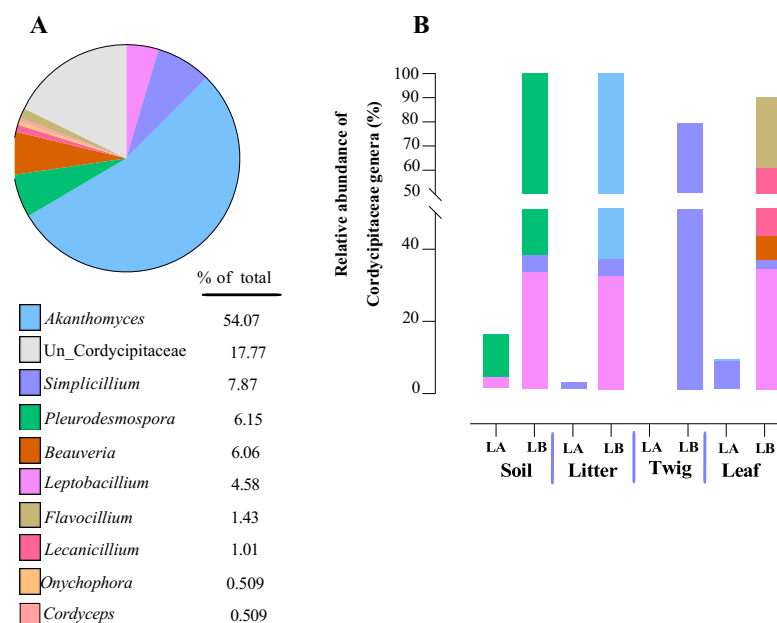 A
% of total
Akanthomyces 54.07
Un_Cordycipitaceae 17.77
Simplicillium 7.87
Pleurodesmospora 6.15
Beauveria 6.06
Leptobacillium 4.58
Flavocillium 1.43
Lecanicillium 1.01
Onychophora 0.509
Cordyceps 0.509
B
Relative abundance of
Cordycipitaceae genera (%)
100
90
80
70
60
50
40
20
0
LA LB LA LB LA LB LA LB
Soil Litter Twig Leaf